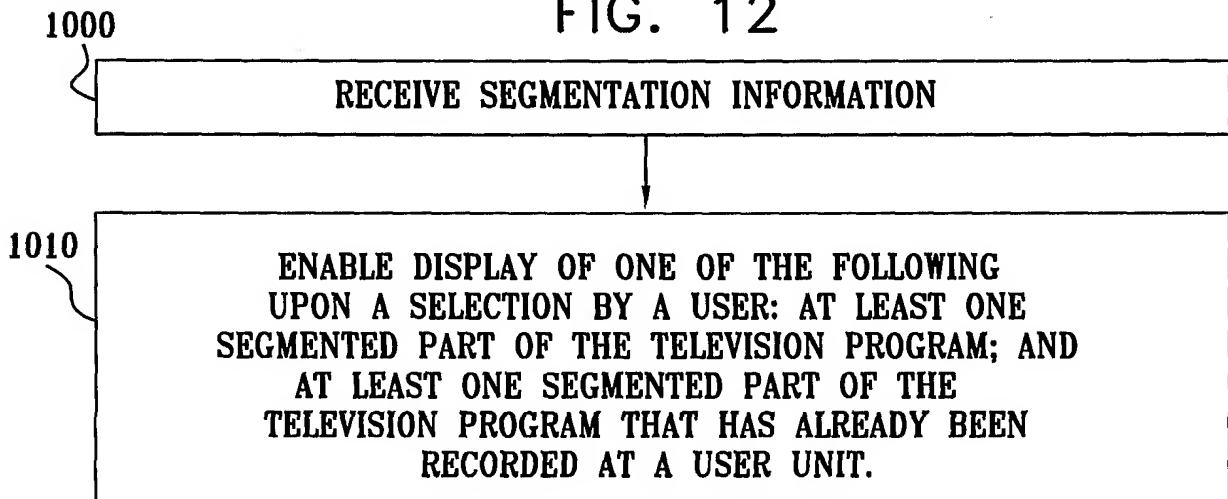 FIG. 12
1000
RECEIVE SEGMENTATION INFORMATION
1010
ENABLE DISPLAY OF ONE OF THE FOLLOWING
UPON A SELECTION BY A USER: AT LEAST ONE
SEGMENTED PART OF THE TELEVISION PROGRAM; AND
AT LEAST ONE SEGMENTED PART OF THE
TELEVISION PROGRAM THAT HAS ALREADY BEEN
RECORDED AT A USER UNIT.